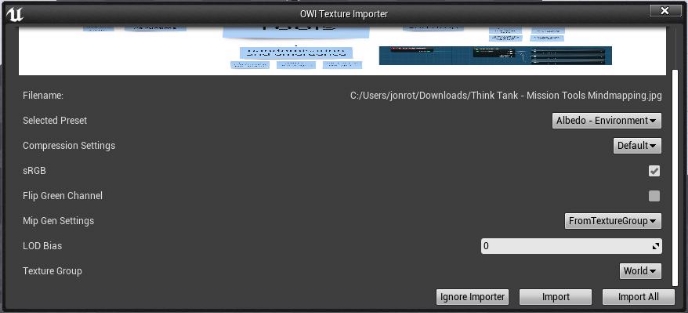 OWI Texture Importer
Filename: C:/Users/jonrot/Downloads/Think Tank - Mission Tools Mindmapping.jpg
Selected Preset Albedo - Environment
Compression Settings Default
sRGB
Flip Green Channel
Mip Gen Settings FromTextureGroup
LOD Bias 0
Texture Group World
Ignore Importer Import Import All